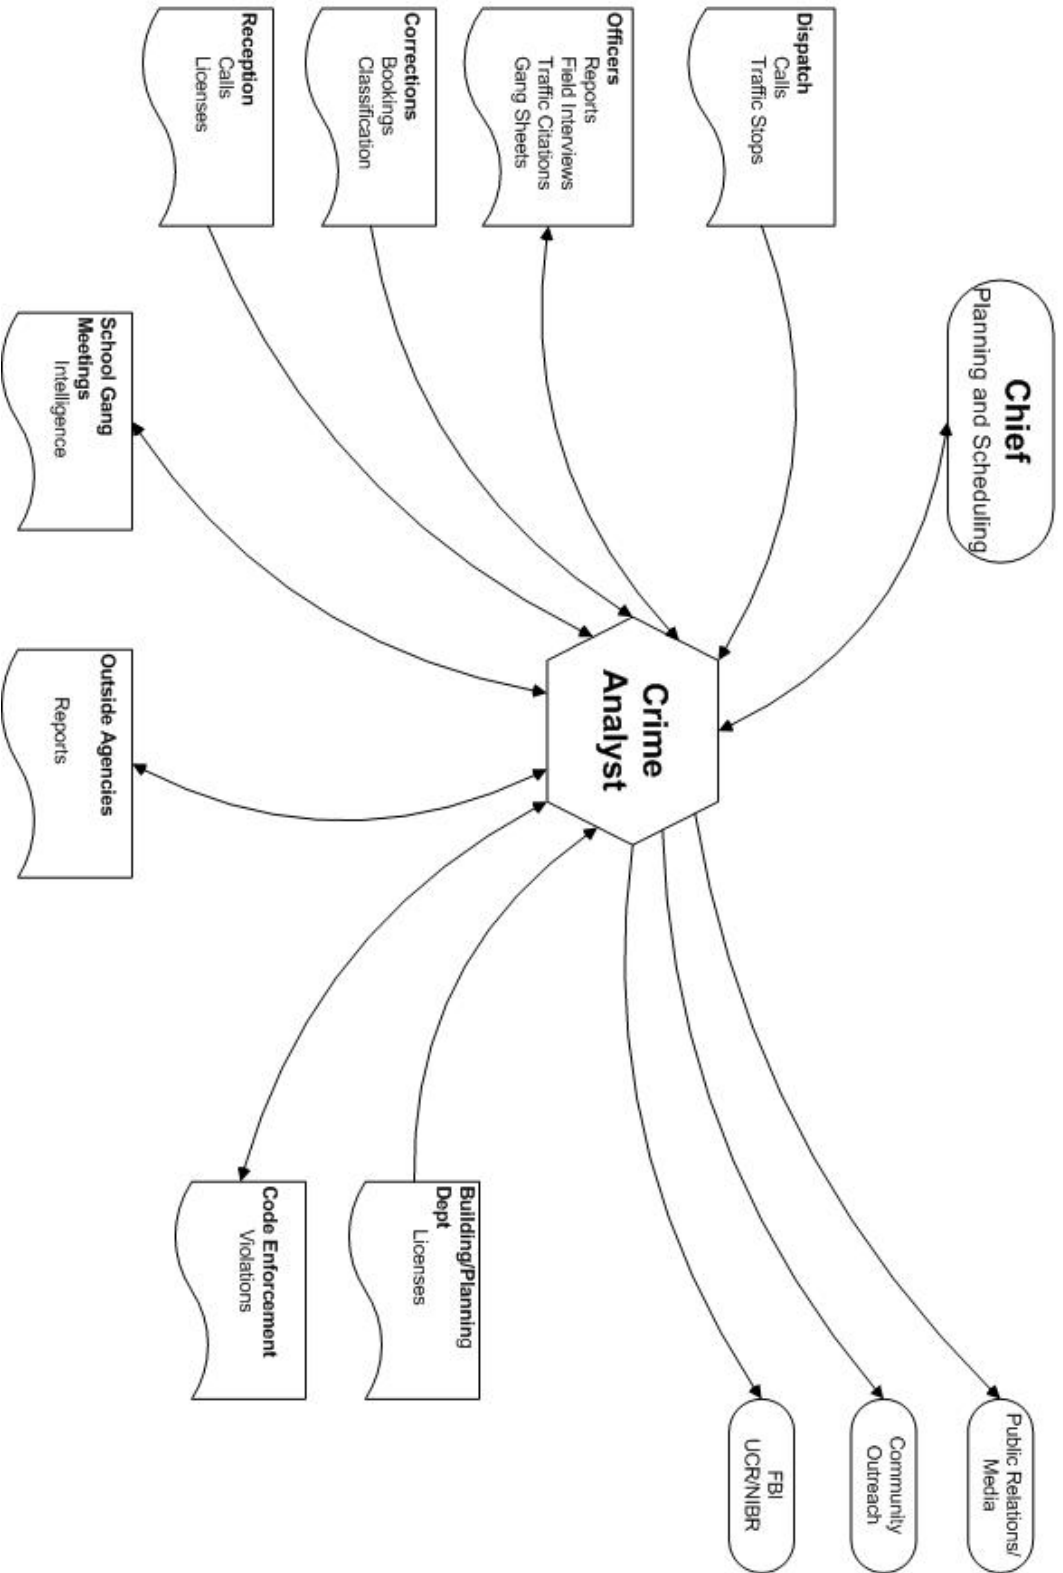 Chief
Planning and Scheduling
Dispatch
Calls
Traffic Stops
Officers
Reports
Field Interviews
Traffic Citations
Gang Sheets
Corrections
Bookings
Classification
Reception
Calls
Licenses
School Gang
Meetings
Intelligence
Outside Agencies
Reports
Crime
Analyst
Building/Planning
Dept
Licenses
Code Enforcement
Violations
Public Relations/
Media
Community
Outreach
FBI
UCR/NIBR